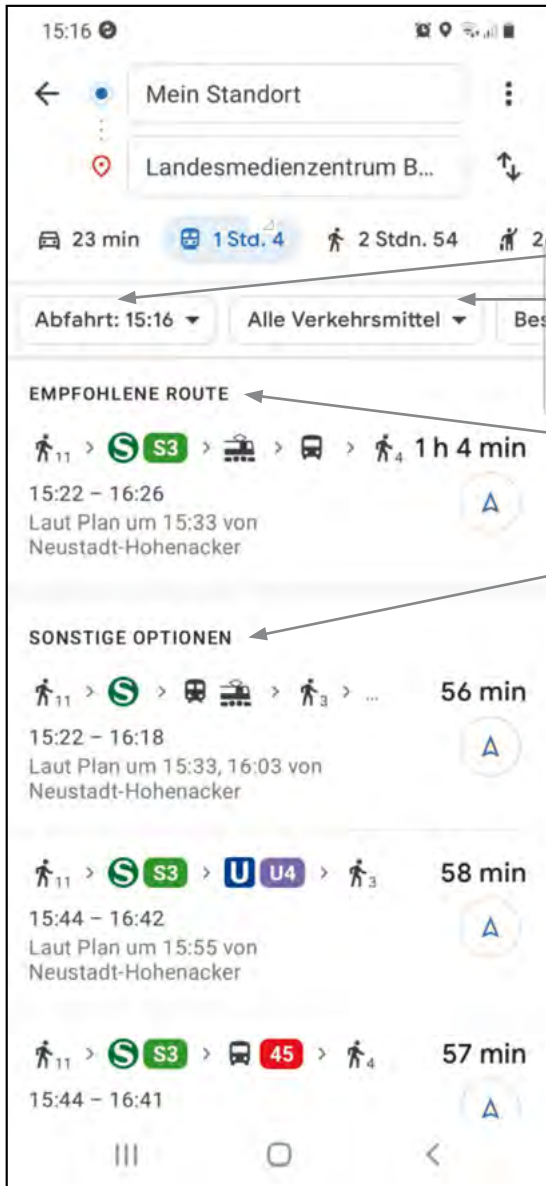 15:16
Mein Standort
Landesmedienzentrum B...
23 min 1 Std. 4 2 Stdn. 54 2
Abfahrt: 15:16 Alle Verkehrsmittel Bes
EMPFOHLENE ROUTE
11 > S S3 > > > 4 1 h 4 min
15:22 – 16:26
Laut Plan um 15:33 von
Neustadt-Hohenacker
SONSTIGE OPTIONEN
11 > S > > 3 > ... 56 min
15:22 – 16:18
Laut Plan um 15:33, 16:03 von
Neustadt-Hohenacker
11 > S S3 > U U4 > 3 58 min
15:44 – 16:42
Laut Plan um 15:55 von
Neustadt-Hohenacker
11 > S S3 > 45 > 4 57 min
15:44 – 16:41